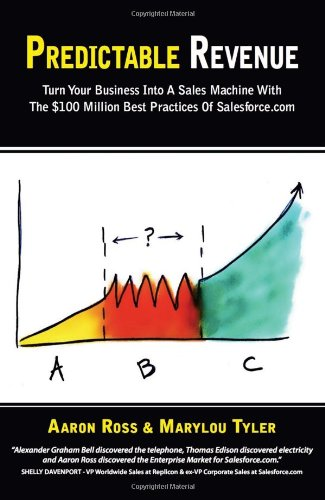 PREDICTABLE REVENUE
Turn Your Business Into A Sales Machine With
The $100 Million Best Practices Of Salesforce.com
?
A B C
AARON ROSS & MARYLOU TYLER
"Alexander Graham Bell discovered the telephone, Thomas Edison discovered electricity
and Aaron Ross discovered the Enterprise Market for Salesforce.com."
SHELLY DAVENPORT - VP Worldwide Sales at Replicon & ex-VP Corporate Sales at Salesforce.com